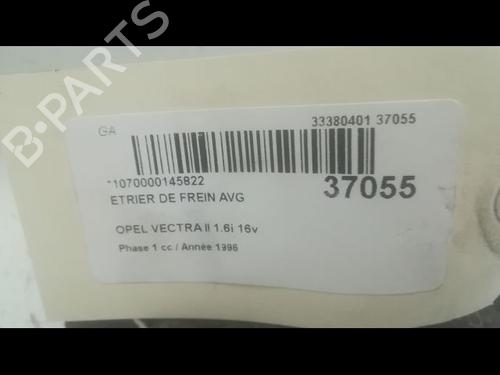 B-PARTS
GA
33380401 37055
*1070000145822
37055
ETRIER DE FREIN AVG
OPEL VECTRA II 1.6i 16v
Phase 1 cc / Année 1996